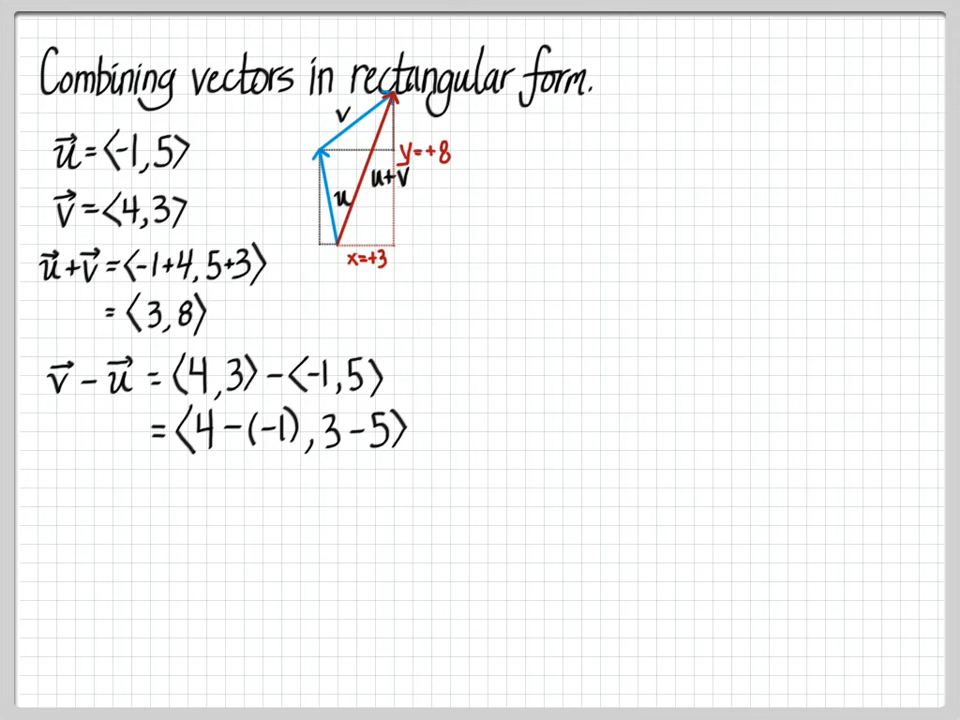 Combining vectors in rectangular form.
u⃗ = ⟨-1, 5⟩
v⃗ = ⟨4, 3⟩
u⃗ + v⃗ = ⟨-1+4, 5+3⟩
= ⟨3, 8⟩
v⃗ - u⃗ = ⟨4, 3⟩ - ⟨-1, 5⟩
= ⟨4 - (-1), 3 - 5⟩
v
y = +8
u+v
u
x = +3